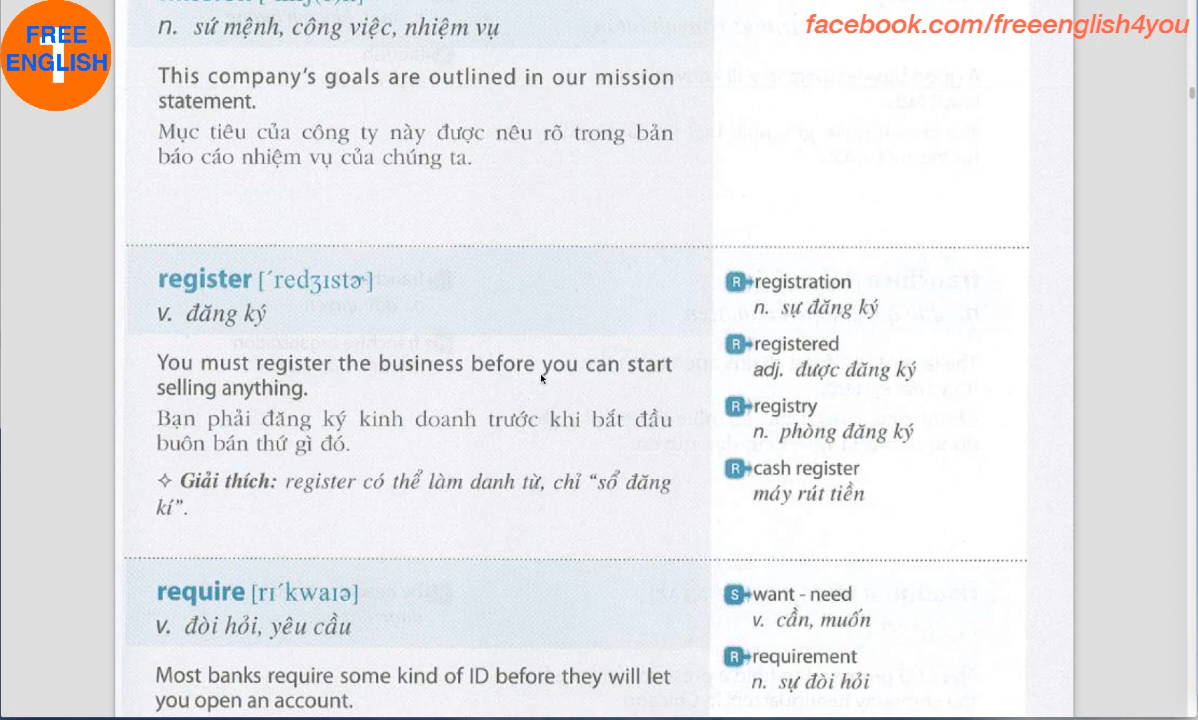 FREE
1
ENGLISH
facebook.com/freeenglish4you
n. sứ mệnh, công việc, nhiệm vụ
This company's goals are outlined in our mission
statement.
Mục tiêu của công ty này được nêu rõ trong bản
báo cáo nhiệm vụ của chúng ta.
register [ˊredʒɪstɚ]
v. đăng ký
You must register the business before you can start
selling anything.
Bạn phải đăng ký kinh doanh trước khi bắt đầu
buôn bán thứ gì đó.
✧ Giải thích: register có thể làm danh từ, chỉ “sổ đăng
kí”.
R registration
n. sự đăng ký
R registered
adj. được đăng ký
R registry
n. phòng đăng ký
R cash register
máy rút tiền
require [rɪˊkwaɪə]
v. đòi hỏi, yêu cầu
Most banks require some kind of ID before they will let
you open an account.
S want - need
v. cần, muốn
R requirement
n. sự đòi hỏi